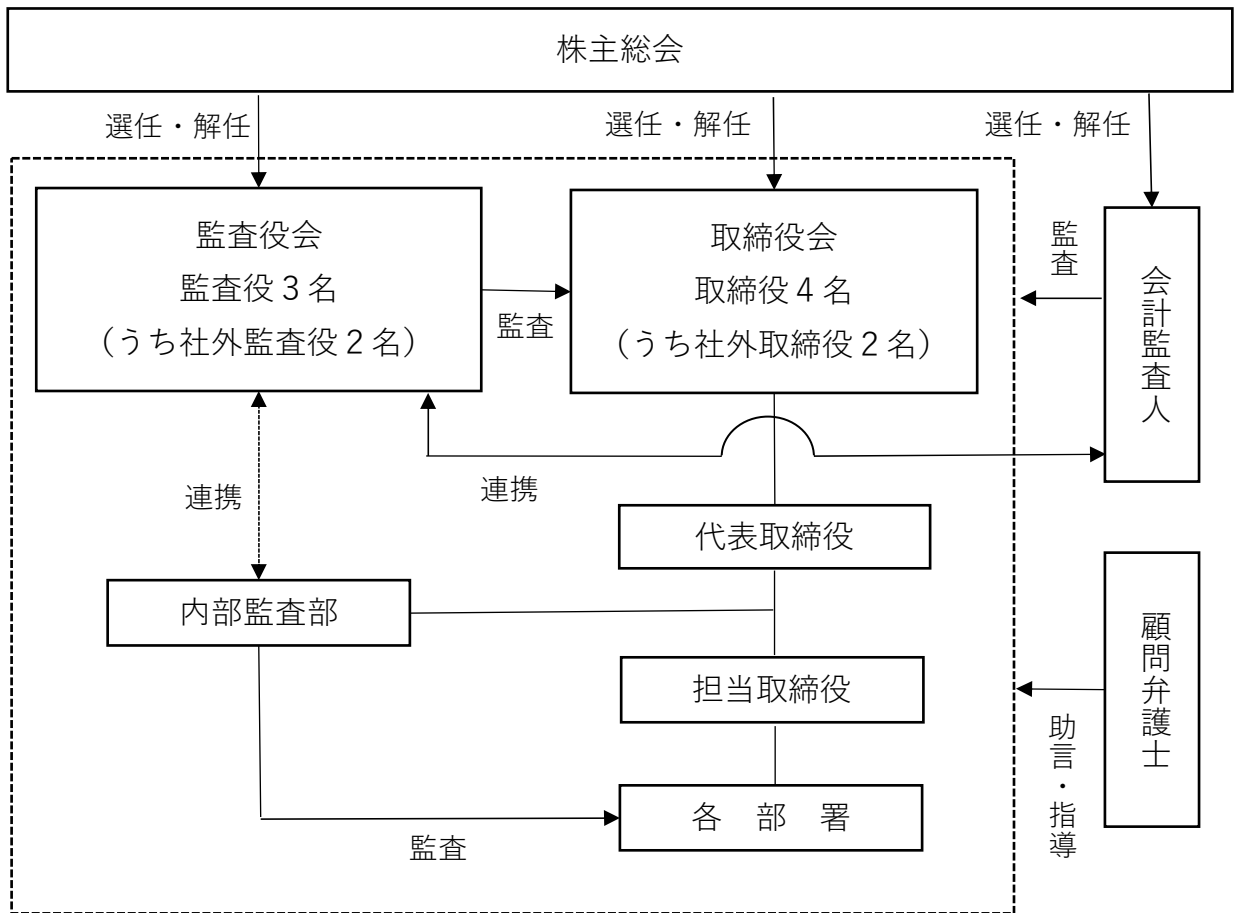 株主総会
選任・解任
選任・解任
選任・解任
監査役会
監査役３名
（うち社外監査役２名）
監査
取締役会
取締役４名
（うち社外取締役２名）
監査
会計監査人
連携
連携
代表取締役
内部監査部
担当取締役
各　部　署
監査
顧問弁護士
助言・指導